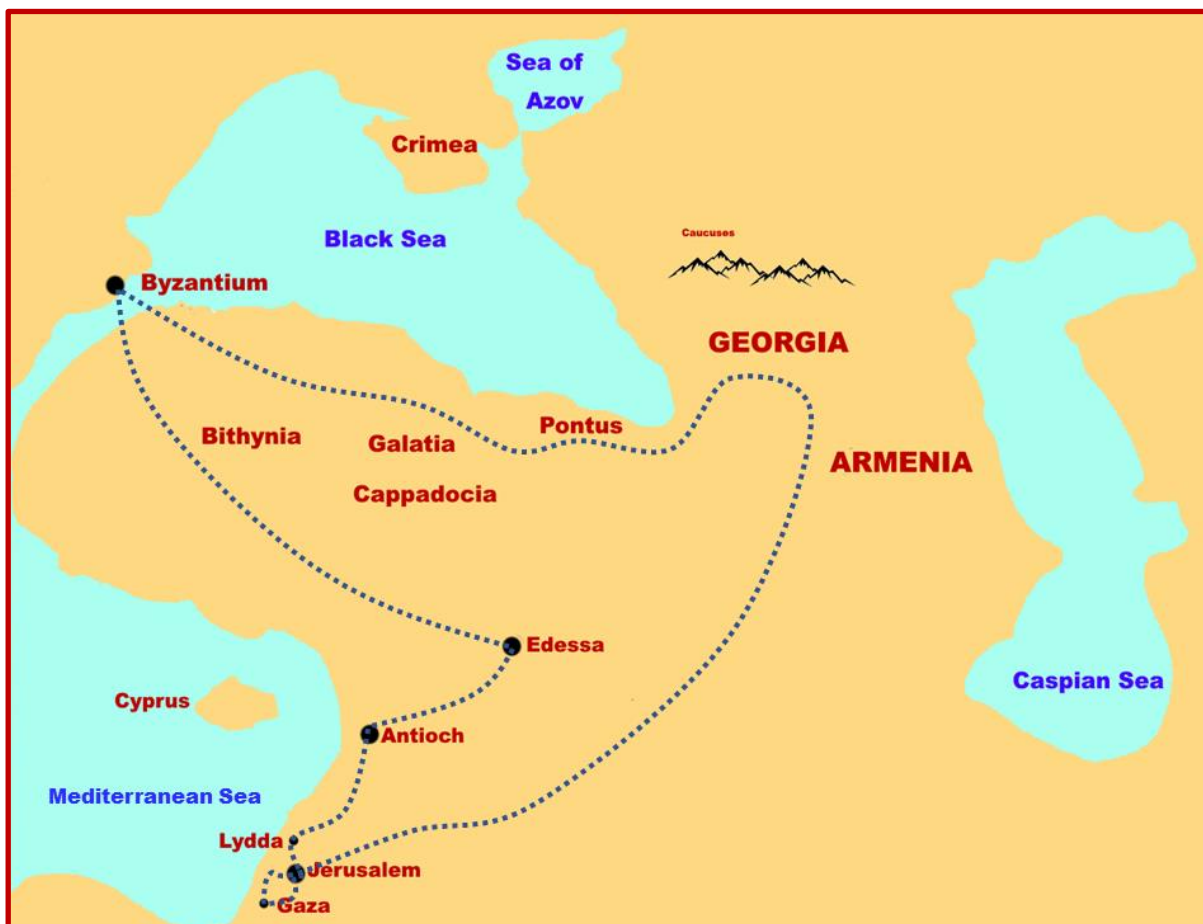 Sea of
Azov
Crimea
Black Sea
Caucuses
Byzantium
GEORGIA
Pontus
Bithynia
Galatia
ARMENIA
Cappadocia
Edessa
Caspian Sea
Cyprus
Antioch
Mediterranean Sea
Lydda
Jerusalem
Gaza